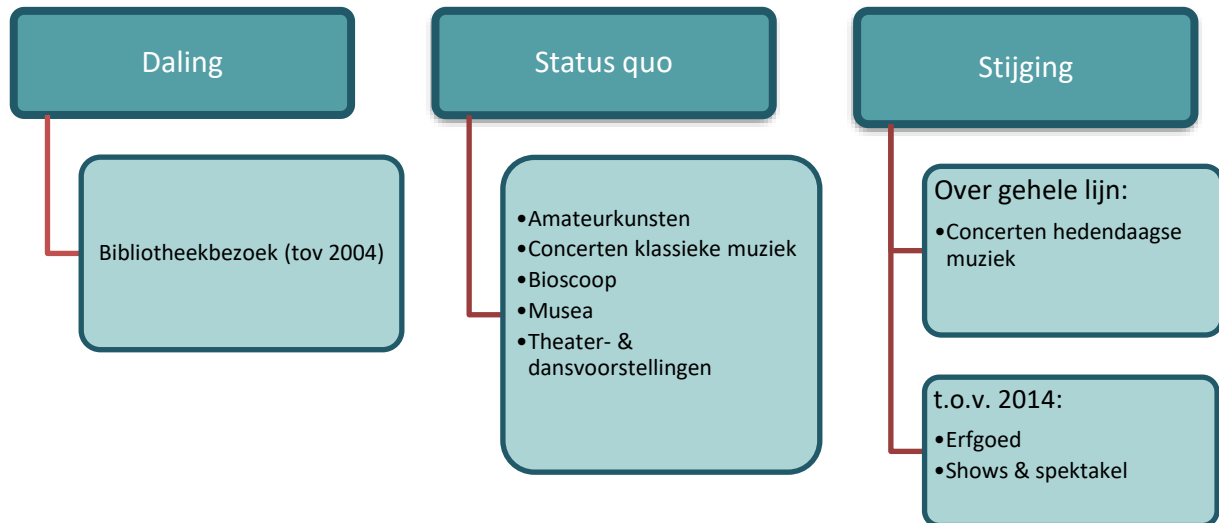 Daling
Bibliotheekbezoek (tov 2004)
Status quo
•Amateurkunsten
•Concerten klassieke muziek
•Bioscoop
•Musea
•Theater- &
dansvoorstellingen
Stijging
Over gehele lijn:
•Concerten hedendaagse
muziek
t.o.v. 2014:
•Erfgoed
•Shows & spektakel